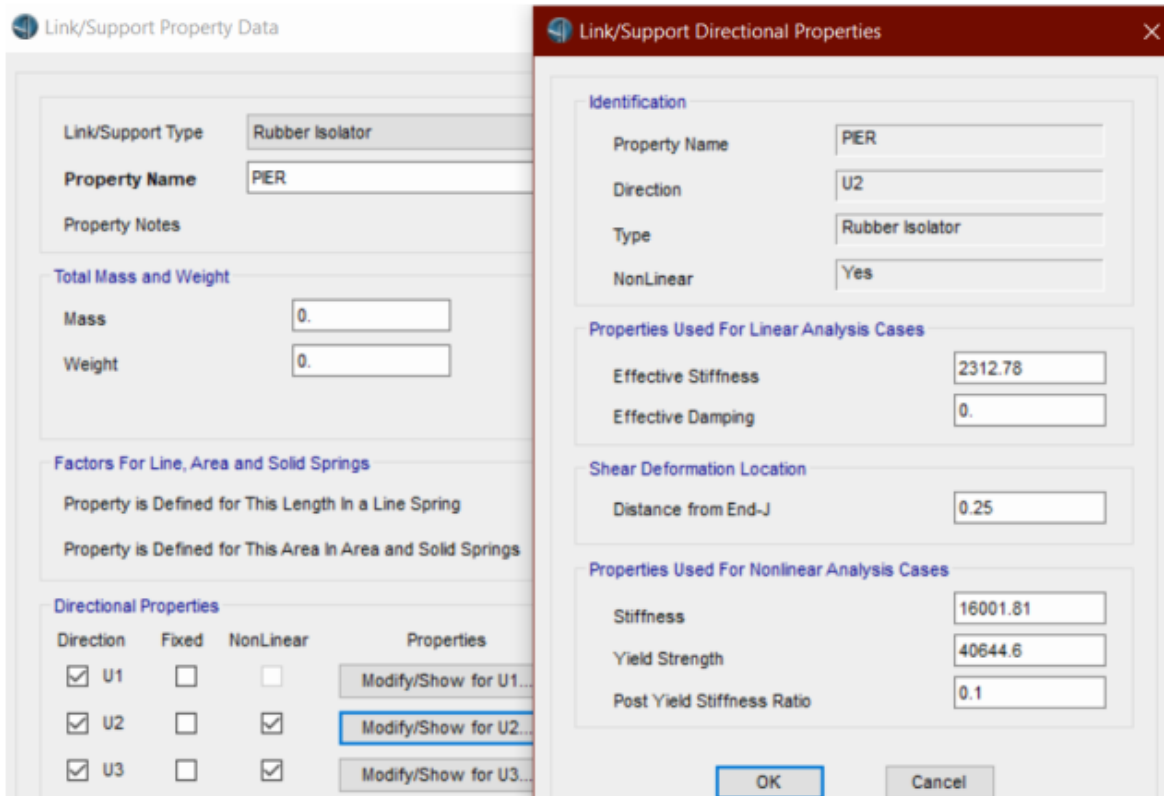 Link/Support Property Data
Link/Support Type Rubber Isolator
Property Name PIER
Property Notes
Total Mass and Weight
Mass 0.
Weight 0.
Factors For Line, Area and Solid Springs
Property is Defined for This Length In a Line Spring
Property is Defined for This Area In Area and Solid Springs
Directional Properties
Direction Fixed NonLinear Properties
U1 Modify/Show for U1...
U2 Modify/Show for U2...
U3 Modify/Show for U3...
Link/Support Directional Properties
Identification
Property Name PIER
Direction U2
Type Rubber Isolator
NonLinear Yes
Properties Used For Linear Analysis Cases
Effective Stiffness 2312.78
Effective Damping 0.
Shear Deformation Location
Distance from End-J 0.25
Properties Used For Nonlinear Analysis Cases
Stiffness 16001.81
Yield Strength 40644.6
Post Yield Stiffness Ratio 0.1
OK Cancel